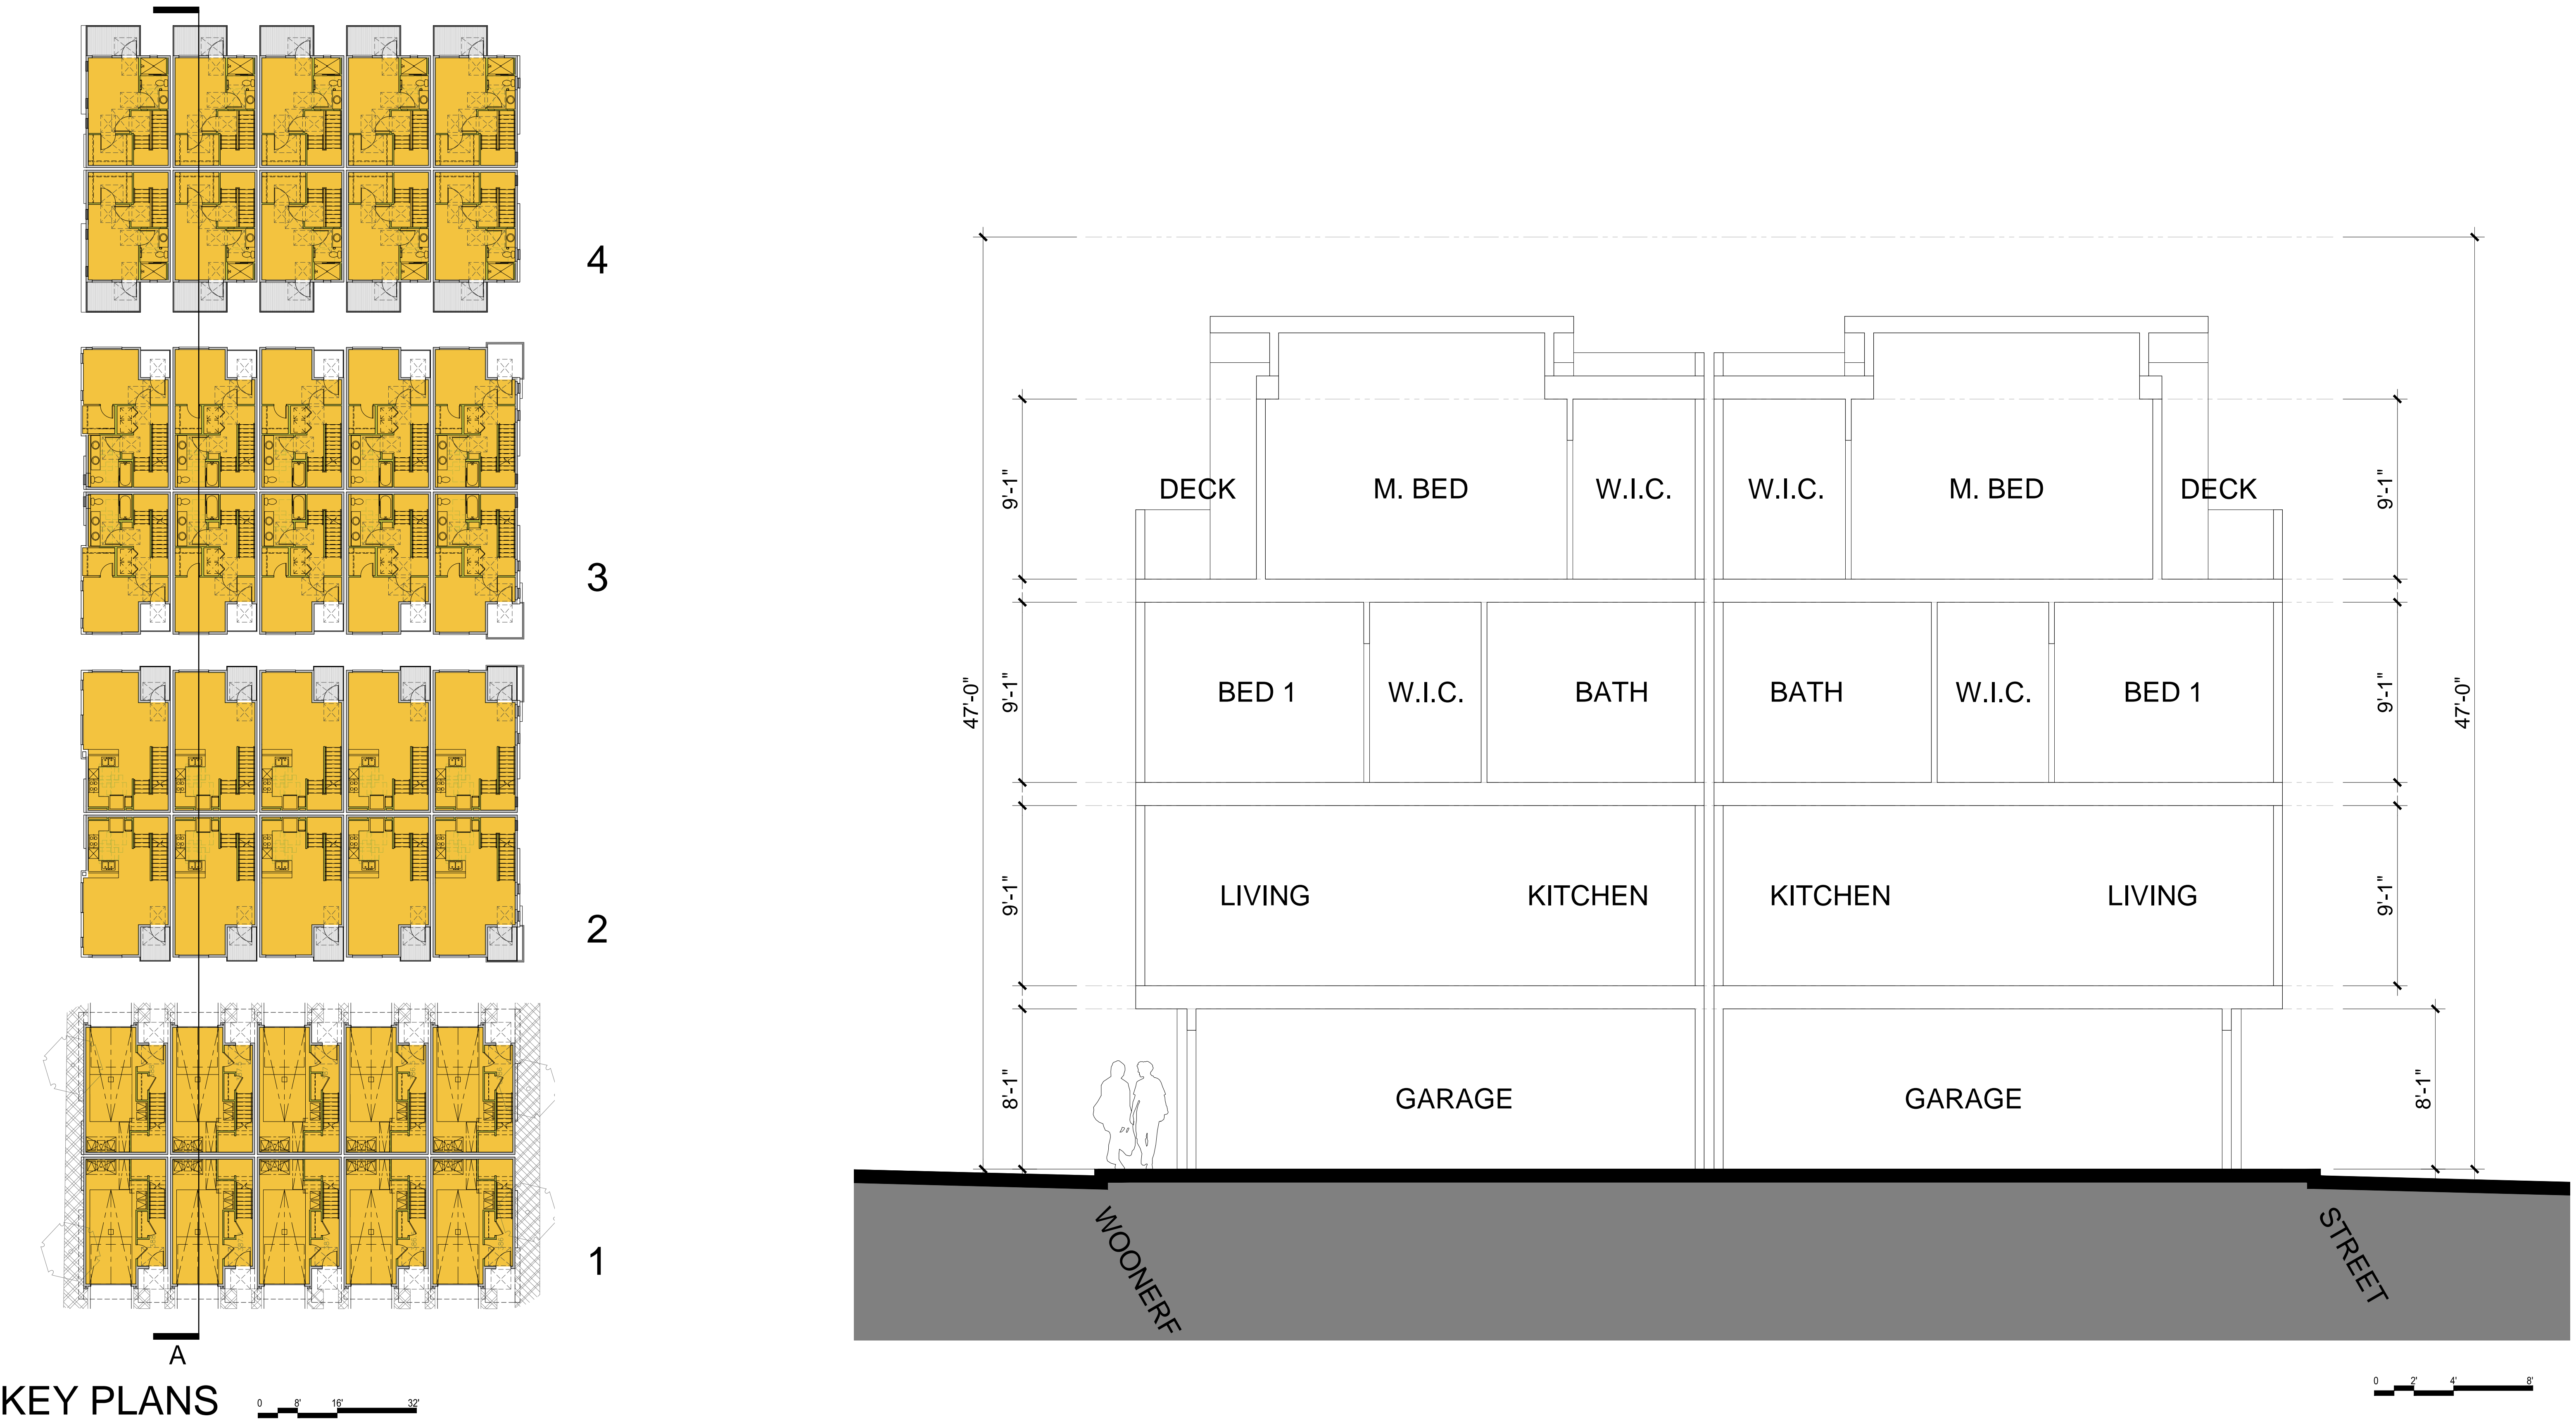 4
3
2
1
A
KEY PLANS
0 8' 16' 32'
47'-0"
9'-1"
9'-1"
9'-1"
8'-1"
DECK M. BED W.I.C. W.I.C. M. BED DECK
BED 1 W.I.C. BATH BATH W.I.C. BED 1
LIVING KITCHEN KITCHEN LIVING
GARAGE GARAGE
9'-1"
9'-1"
9'-1"
8'-1"
47'-0"
WOONERF
STREET
0 2' 4' 8'